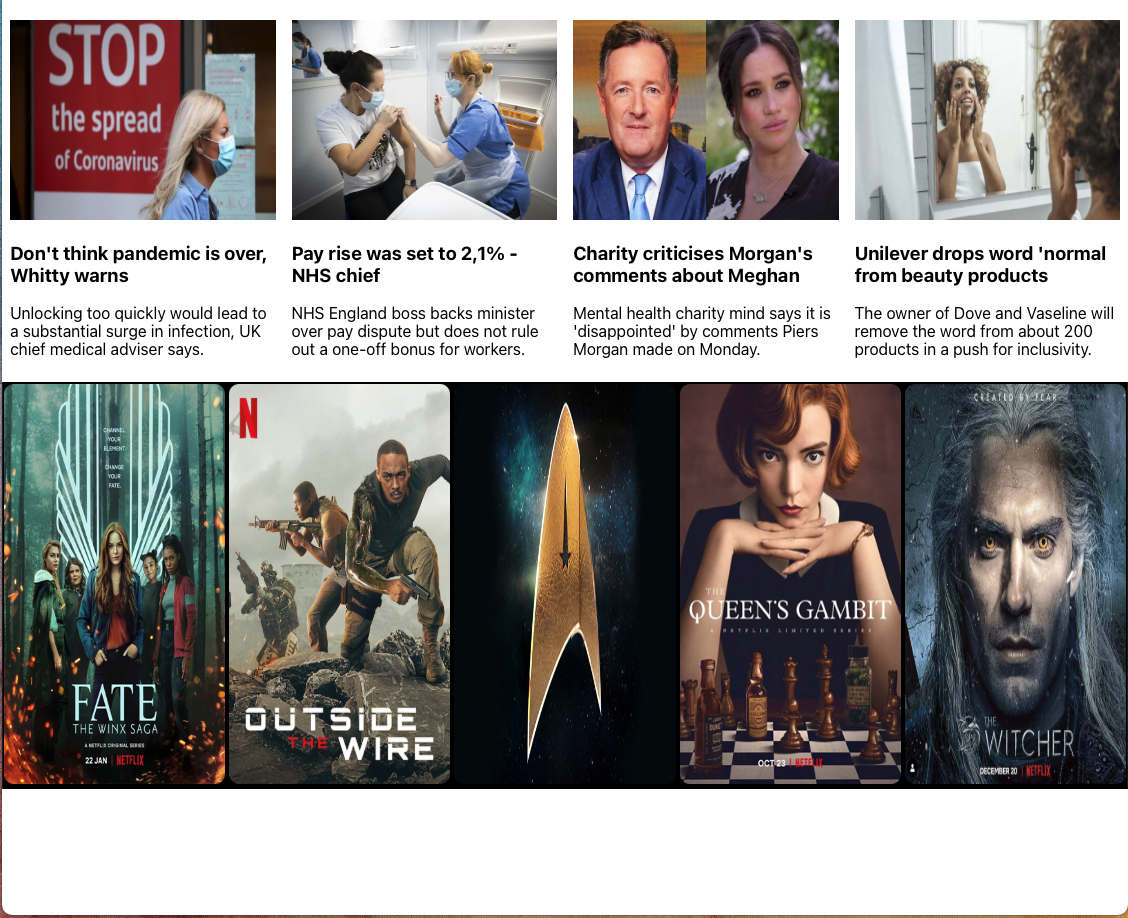 STOP
the spread
of Coronavirus
Don't think pandemic is over,
Whitty warns
Unlocking too quickly would lead to
a substantial surge in infection, UK
chief medical adviser says.
Pay rise was set to 2,1% -
NHS chief
NHS England boss backs minister
over pay dispute but does not rule
out a one-off bonus for workers.
Charity criticises Morgan's
comments about Meghan
Mental health charity mind says it is
'disappointed' by comments Piers
Morgan made on Monday.
Unilever drops word 'normal
from beauty products
The owner of Dove and Vaseline will
remove the word from about 200
products in a push for inclusivity.
CHANNEL
YOUR
ELEMENT.
CHANGE
YOUR
FATE.
FATE
THE WINX SAGA
A NETFLIX ORIGINAL SERIES
22 JAN | NETFLIX
N
OUTSIDE
THE WIRE
THE
QUEEN'S GAMBIT
A NETFLIX LIMITED SERIES
OCT 23 | NETFLIX
CREATED BY FEAR
THE
WITCHER
DECEMBER 20 | NETFLIX